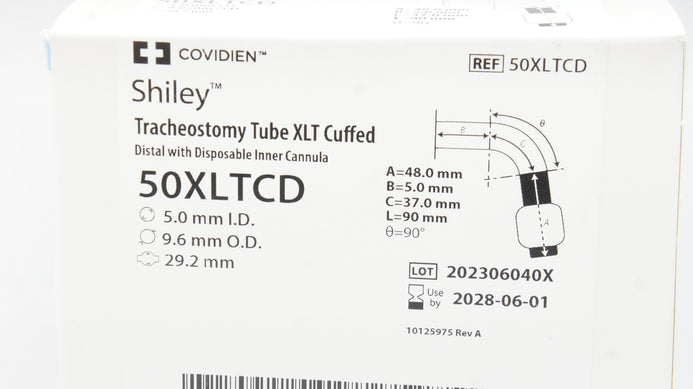 50XLTCD
COVIDIEN™
REF 50XLTCD
Shiley™
Tracheostomy Tube XLT Cuffed
Distal with Disposable Inner Cannula
50XLTCD
5.0 mm I.D.
9.6 mm O.D.
29.2 mm
A=48.0 mm
B=5.0 mm
C=37.0 mm
L=90 mm
θ=90°
B
C
θ
A
LOT 202306040X
Use by 2028-06-01
10125975 Rev A